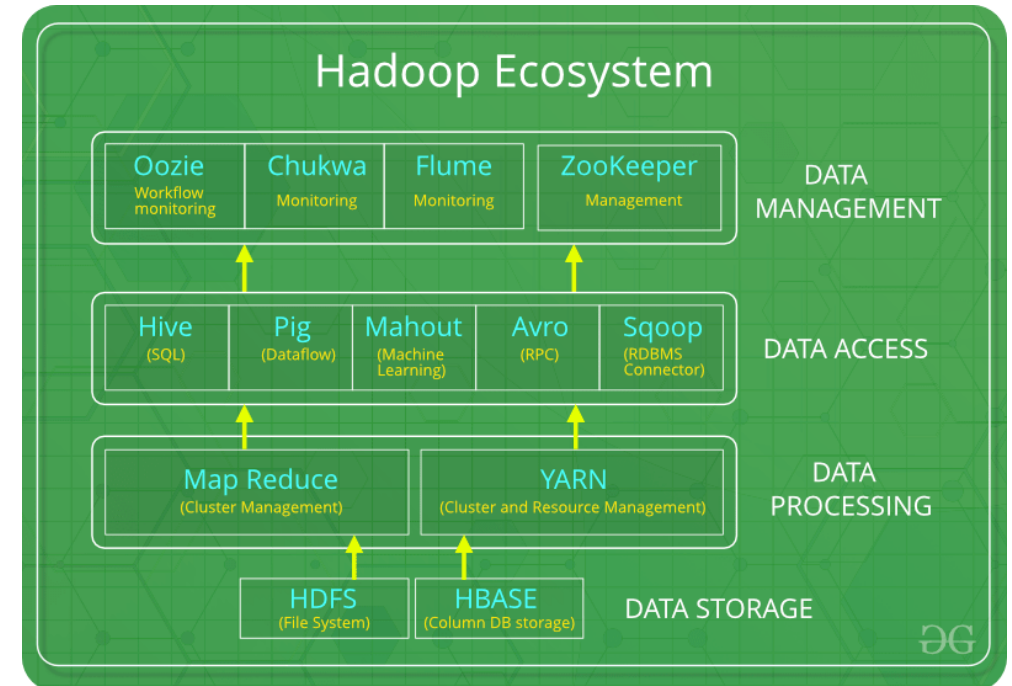 Hadoop Ecosystem
Oozie
Workflow
monitoring
Chukwa
Monitoring
Flume
Monitoring
ZooKeeper
Management
DATA
MANAGEMENT
Hive
(SQL)
Pig
(Dataflow)
Mahout
(Machine
Learning)
Avro
(RPC)
Sqoop
(RDBMS
Connector)
DATA ACCESS
Map Reduce
(Cluster Management)
YARN
(Cluster and Resource Management)
DATA
PROCESSING
HDFS
(File System)
HBASE
(Column DB storage)
DATA STORAGE